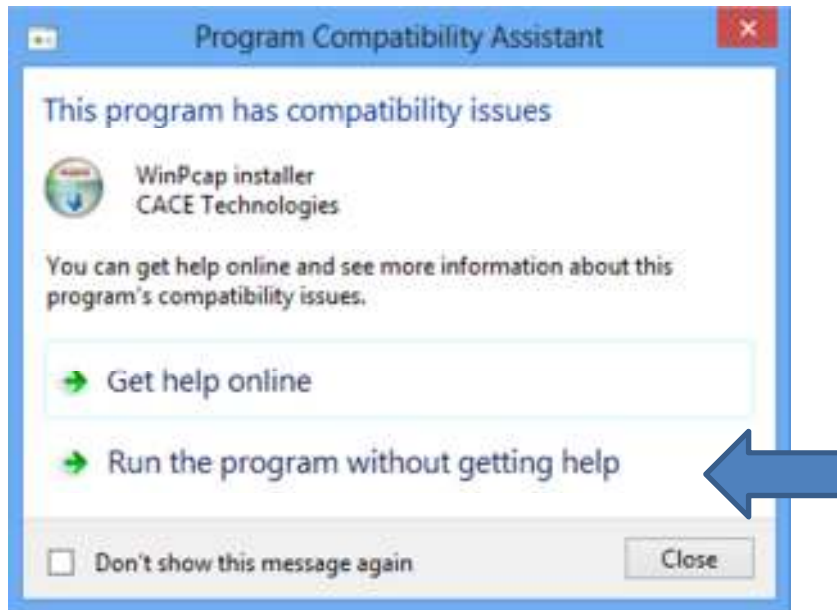 Program Compatibility Assistant
This program has compatibility issues
WinPcap installer
CACE Technologies
You can get help online and see more information about this
program's compatibility issues.
Get help online
Run the program without getting help
Don't show this message again
Close